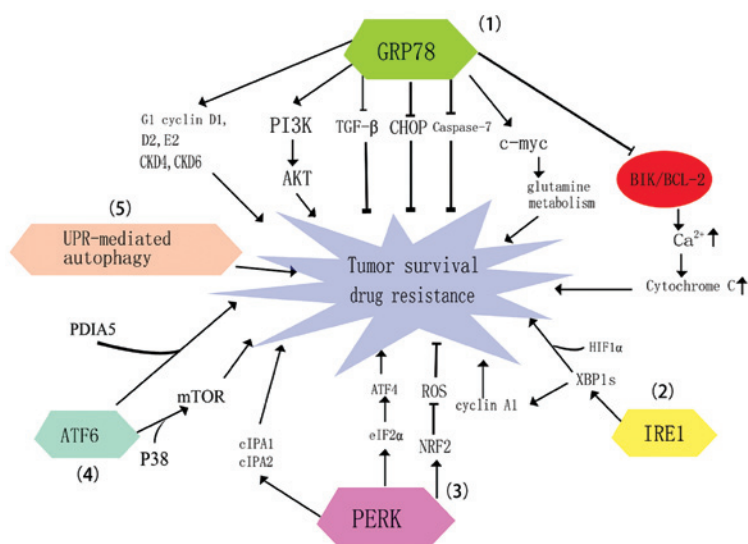 (1)
GRP78
G1 cyclin D1,
D2, E2
CKD4, CKD6
PI3K
AKT
TGF-β
CHOP
Caspase-7
c-myc
glutamine
metabolism
BIK/BCL-2
Ca²⁺
Cytochrome C
(5)
UPR-mediated
autophagy
Tumor survival
drug resistance
PDIA5
mTOR
P38
ATF6
(4)
cIPA1
cIPA2
ATF4
eIF2α
ROS
NRF2
cyclin A1
HIF1α
XBP1s
(2)
IRE1
(3)
PERK